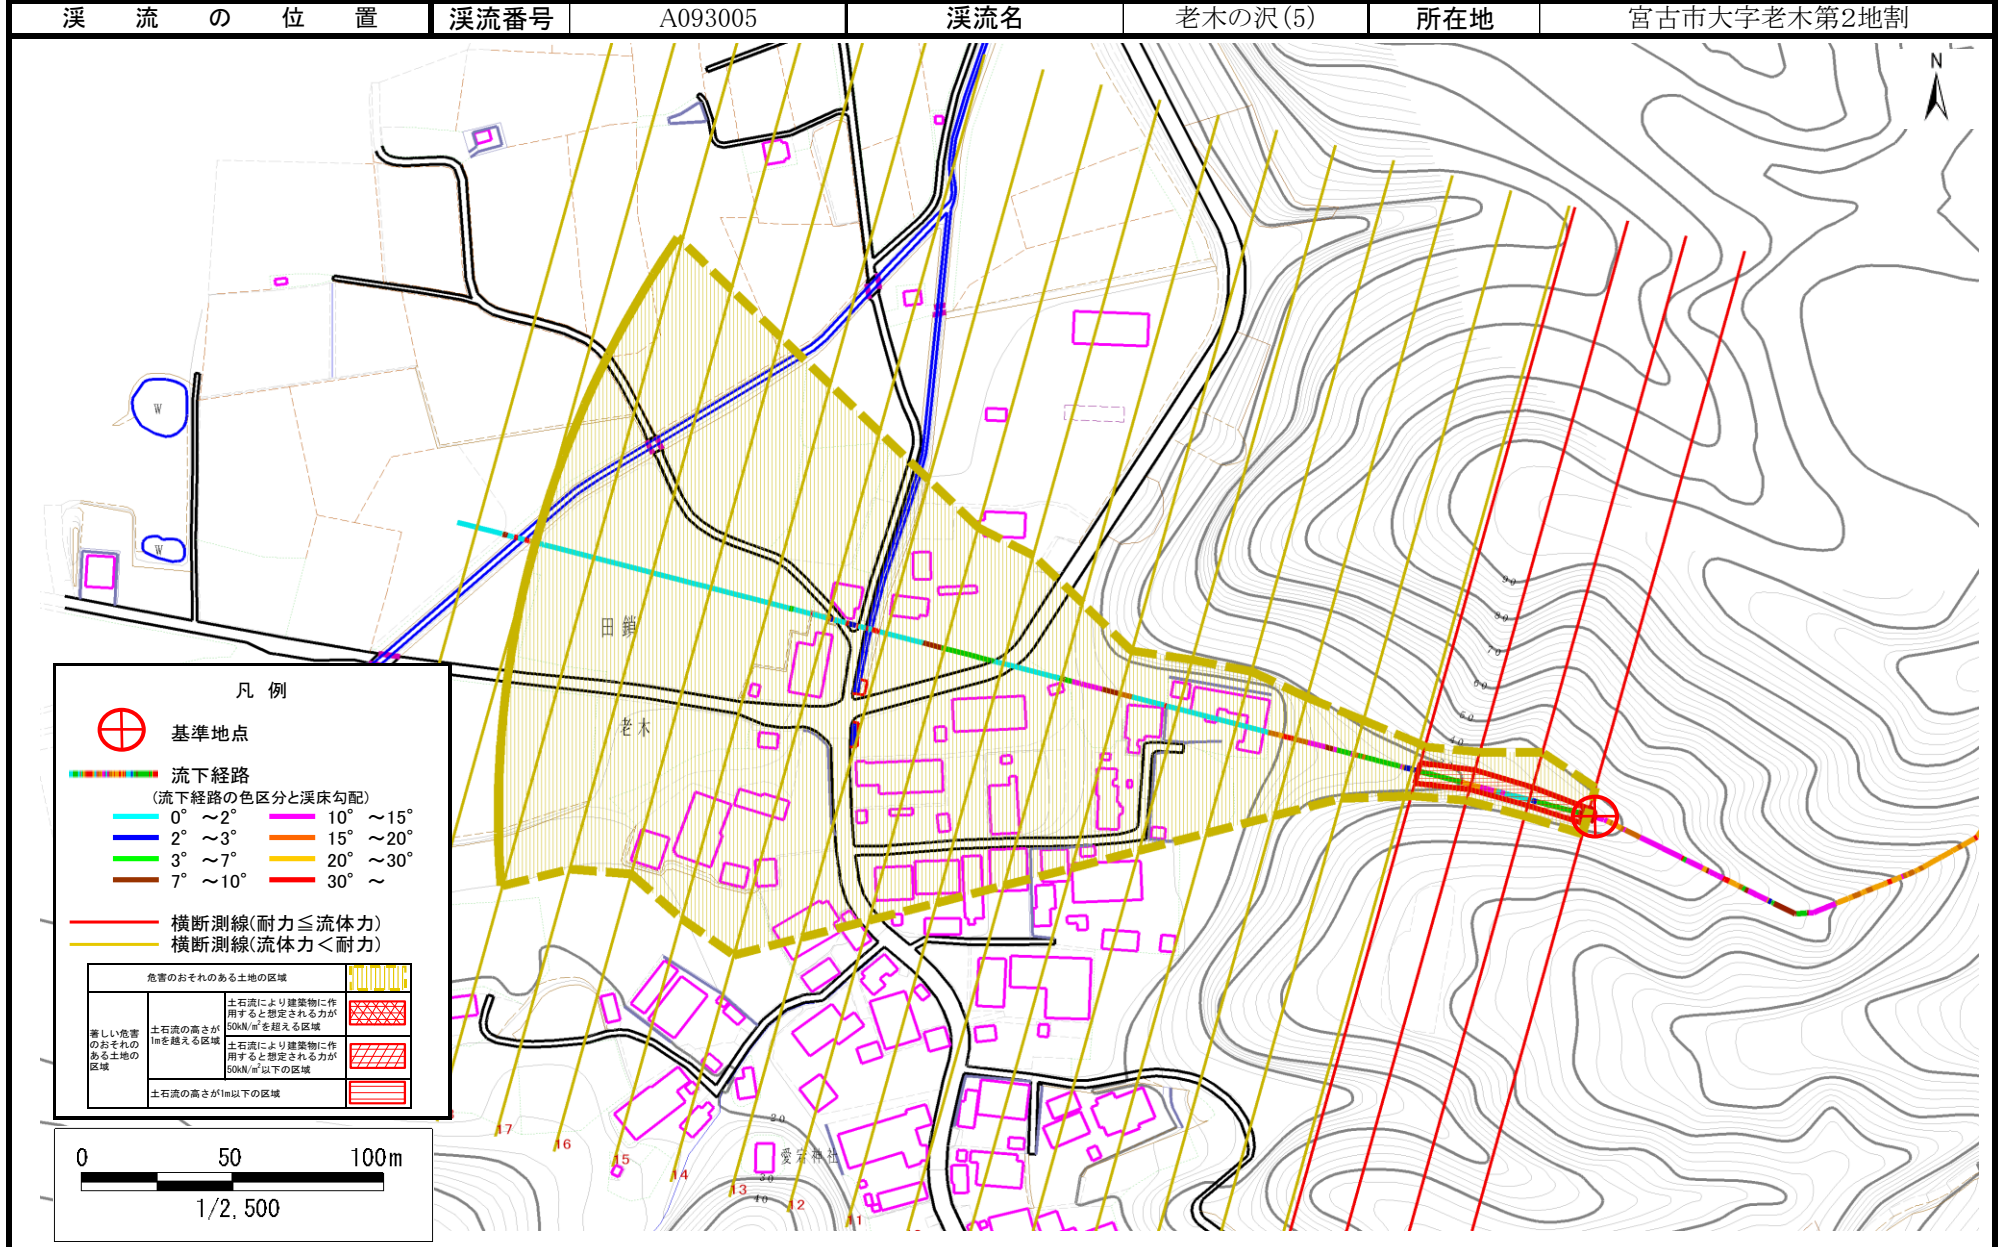 溪流の位置 溪流番号 A093005 溪流名 老木の沢(5) 所在地 宮古市大字老木第2地割
N
W
W
90
80
70
60
50
40
田鎖
老木
凡 例
基準地点
流下経路
(流下経路の色区分と渓床勾配)
0° ～2° 10° ～15°
2° ～3° 15° ～20°
3° ～7° 20° ～30°
7° ～10° 30° ～
横断測線(耐力≦流体力)
横断測線(流体力＜耐力)
危害のおそれのある土地の区域
著しい危害のおそれのある土地の区域
土石流の高さが1mを越える区域
土石流により建築物に作用すると想定される力が50kN/㎡を超える区域
土石流により建築物に作用すると想定される力が50kN/㎡以下の区域
土石流の高さが1m以下の区域
17
16
15
14
13
12
11
20
愛宕神社
30
40
0 50 100m
1/2,500